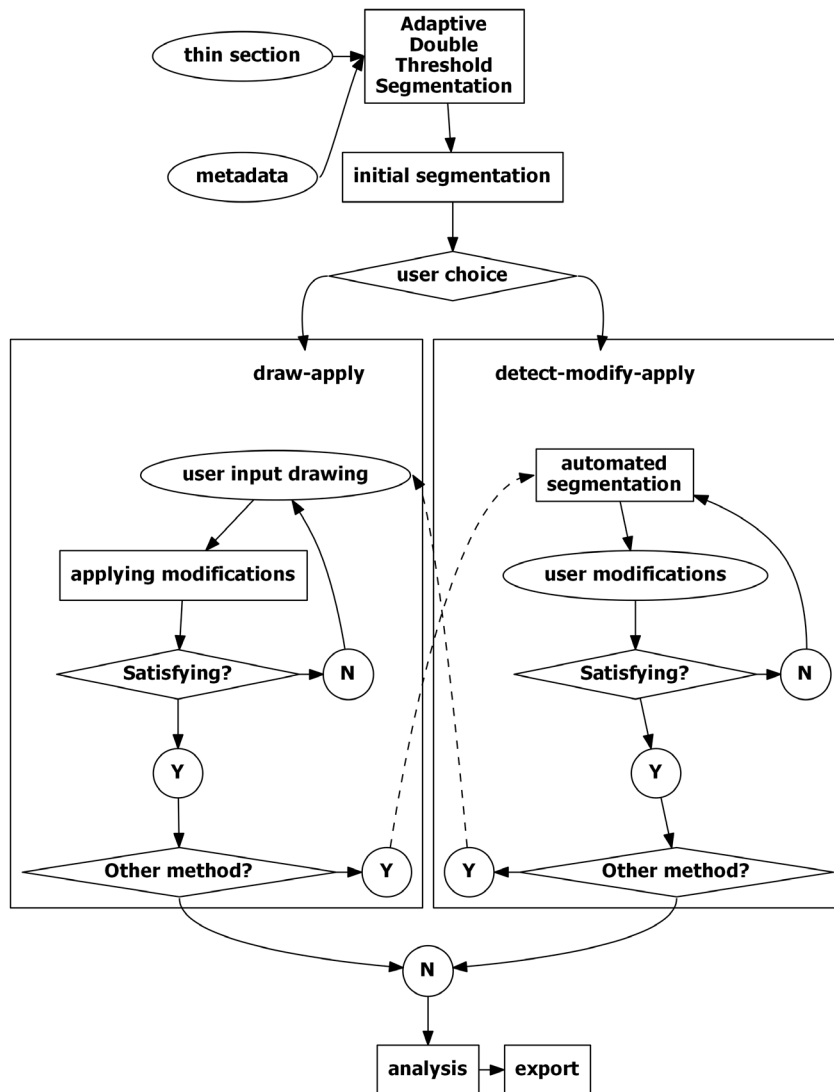 thin section
Adaptive
Double
Threshold
Segmentation
metadata
initial segmentation
user choice
draw-apply
user input drawing
applying modifications
Satisfying?
N
Y
Other method?
Y
detect-modify-apply
automated
segmentation
user modifications
Satisfying?
N
Y
Y
Other method?
N
analysis
export